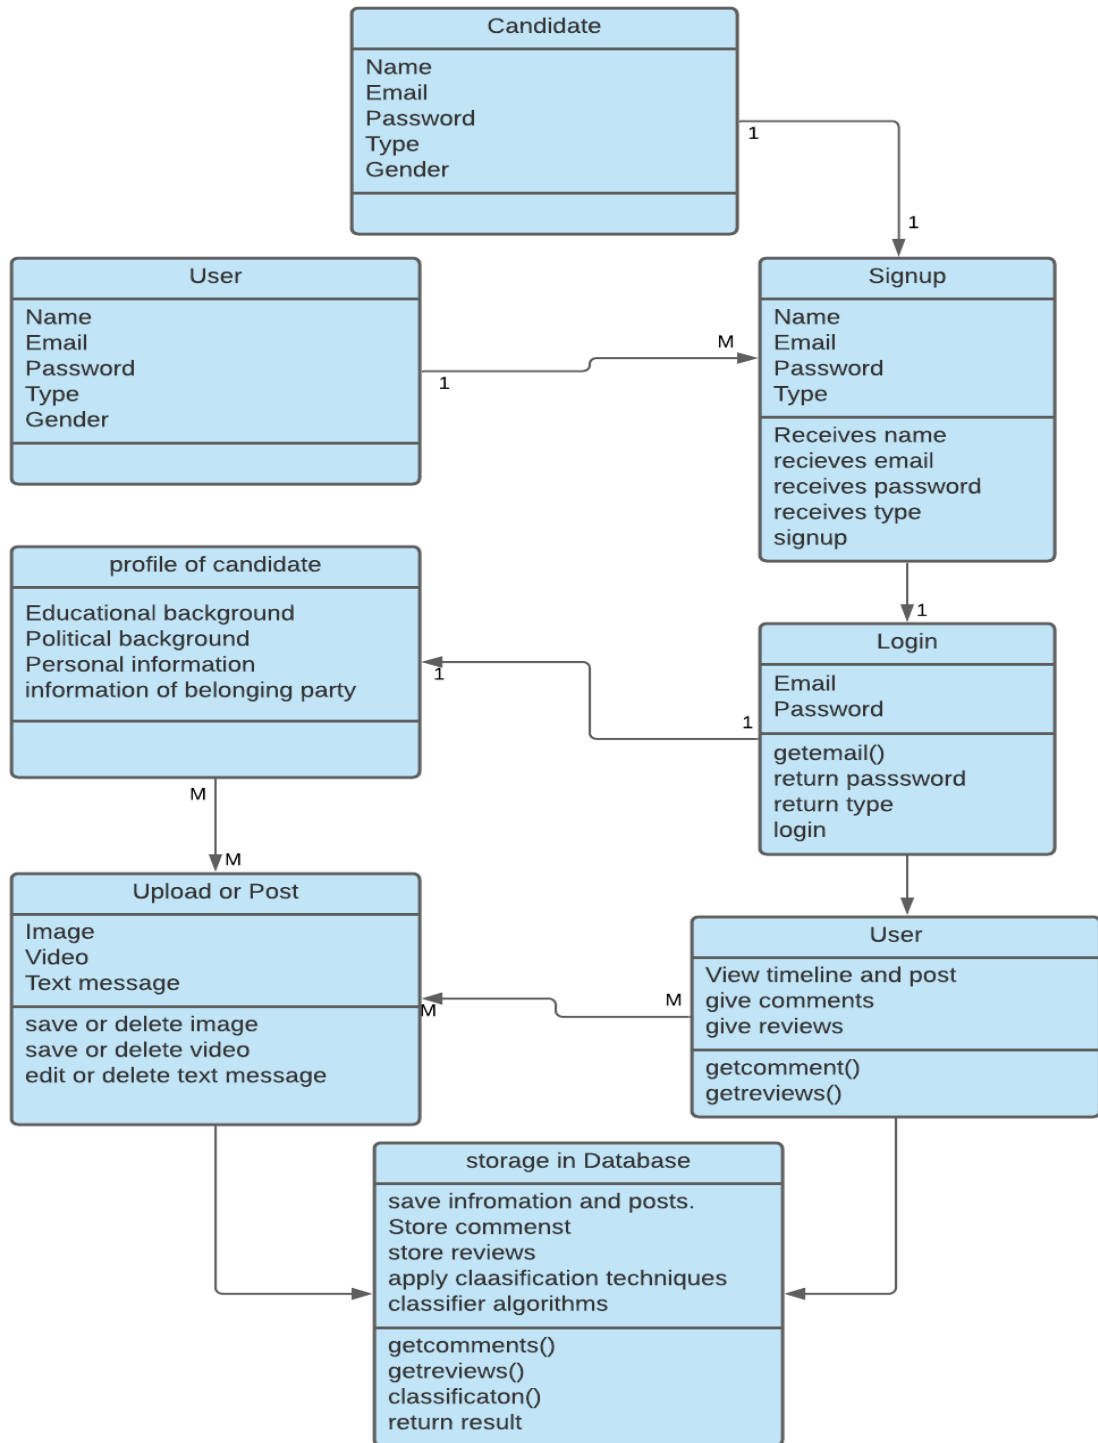 Candidate
Name
Email
Password
Type
Gender
1
1
User
Name
Email
Password
Type
Gender
1
M
Signup
Name
Email
Password
Type
Receives name
recieves email
receives password
receives type
signup
1
profile of candidate
Educational background
Political background
Personal information
information of belonging party
1
1
Login
Email
Password
getemail()
return passsword
return type
login
M
M
Upload or Post
Image
Video
Text message
save or delete image
save or delete video
edit or delete text message
M
M
User
View timeline and post
give comments
give reviews
getcomment()
getreviews()
storage in Database
save infromation and posts.
Store commenst
store reviews
apply claasification techniques
classifier algorithms
getcomments()
getreviews()
classificaton()
return result